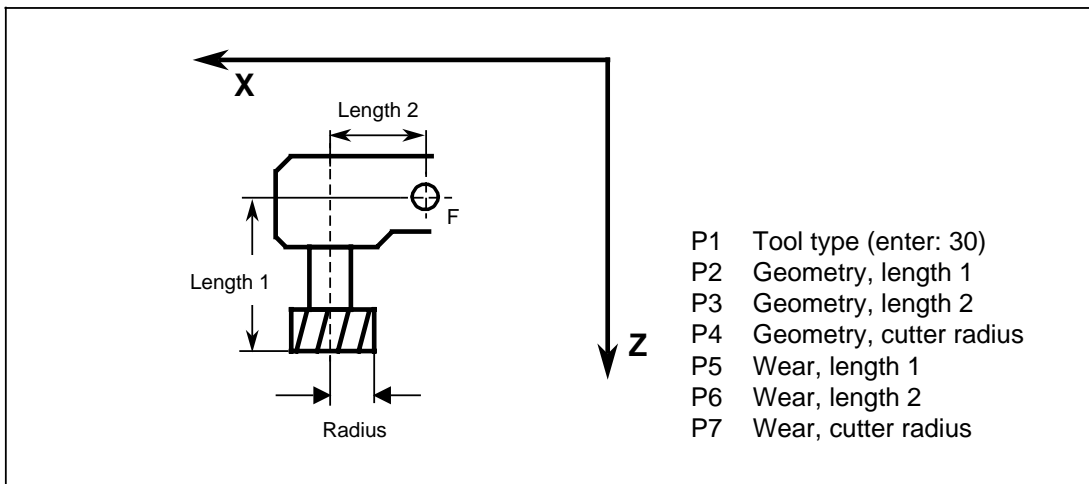 X
Length 2
F
Length 1
Z
Radius
P1 Tool type (enter: 30)
P2 Geometry, length 1
P3 Geometry, length 2
P4 Geometry, cutter radius
P5 Wear, length 1
P6 Wear, length 2
P7 Wear, cutter radius